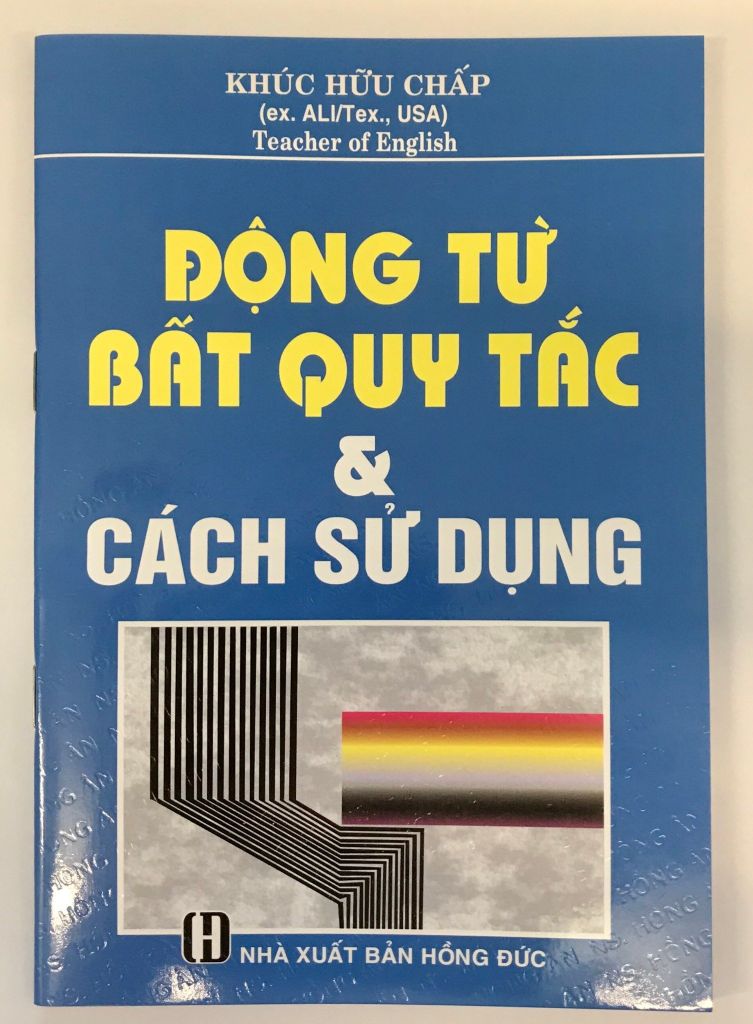 KHÚC HỮU CHẤP
(ex. ALI/Tex., USA)
Teacher of English
ĐỘNG TỪ
BẤT QUY TẮC
&
CÁCH SỬ DỤNG
HĐ
NHÀ XUẤT BẢN HỒNG ĐỨC